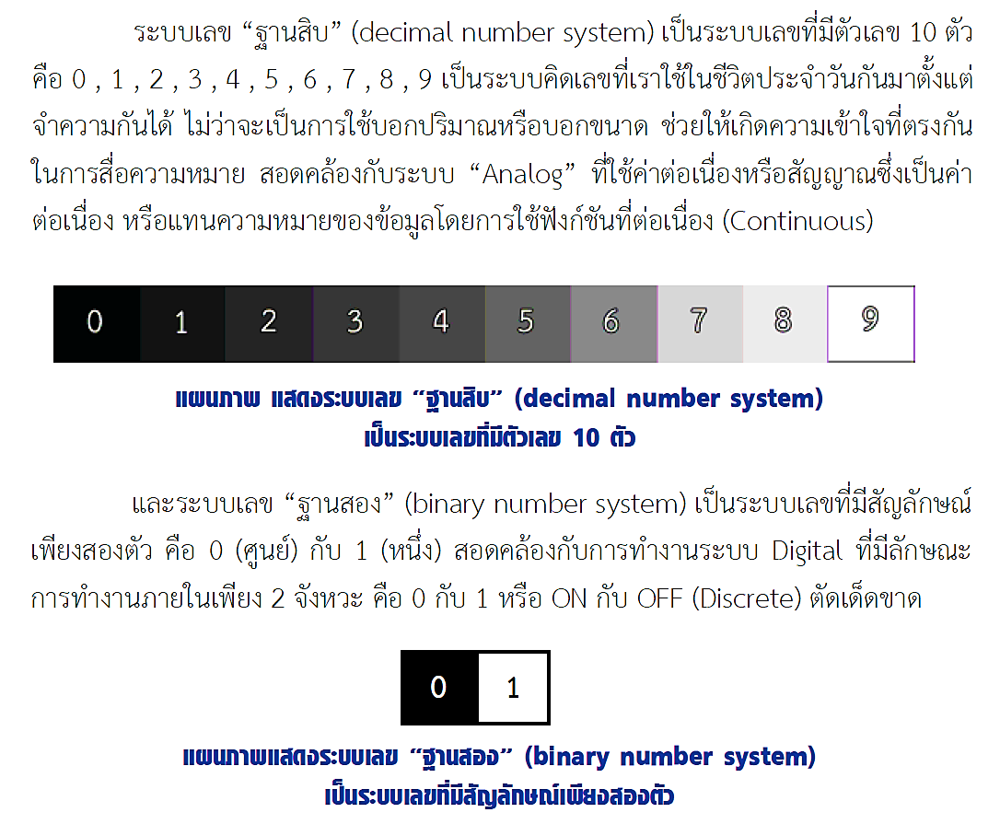 ระบบเลข “ฐานสิบ” (decimal number system) เป็นระบบเลขที่มีตัวเลข 10 ตัว
คือ 0 , 1 , 2 , 3 , 4 , 5 , 6 , 7 , 8 , 9 เป็นระบบคิดเลขที่เราใช้ในชีวิตประจำวันกันมาตั้งแต่
จำความกันได้ ไม่ว่าจะเป็นการใช้บอกปริมาณหรือบอกขนาด ช่วยให้เกิดความเข้าใจที่ตรงกัน
ในการสื่อความหมาย สอดคล้องกับระบบ “Analog” ที่ใช้ค่าต่อเนื่องหรือสัญญาณซึ่งเป็นค่า
ต่อเนื่อง หรือแทนความหมายของข้อมูลโดยการใช้ฟังก์ชันที่ต่อเนื่อง (Continuous)
0 1 2 3 4 5 6 7 8 9
แผนภาพ แสดงระบบเลข “ฐานสิบ” (decimal number system)
เป็นระบบเลขที่มีตัวเลข 10 ตัว
และระบบเลข “ฐานสอง” (binary number system) เป็นระบบเลขที่มีสัญลักษณ์
เพียงสองตัว คือ 0 (ศูนย์) กับ 1 (หนึ่ง) สอดคล้องกับการทำงานระบบ Digital ที่มีลักษณะ
การทำงานภายในเพียง 2 จังหวะ คือ 0 กับ 1 หรือ ON กับ OFF (Discrete) ตัดเด็ดขาด
0 1
แผนภาพแสดงระบบเลข “ฐานสอง” (binary number system)
เป็นระบบเลขที่มีสัญลักษณ์เพียงสองตัว